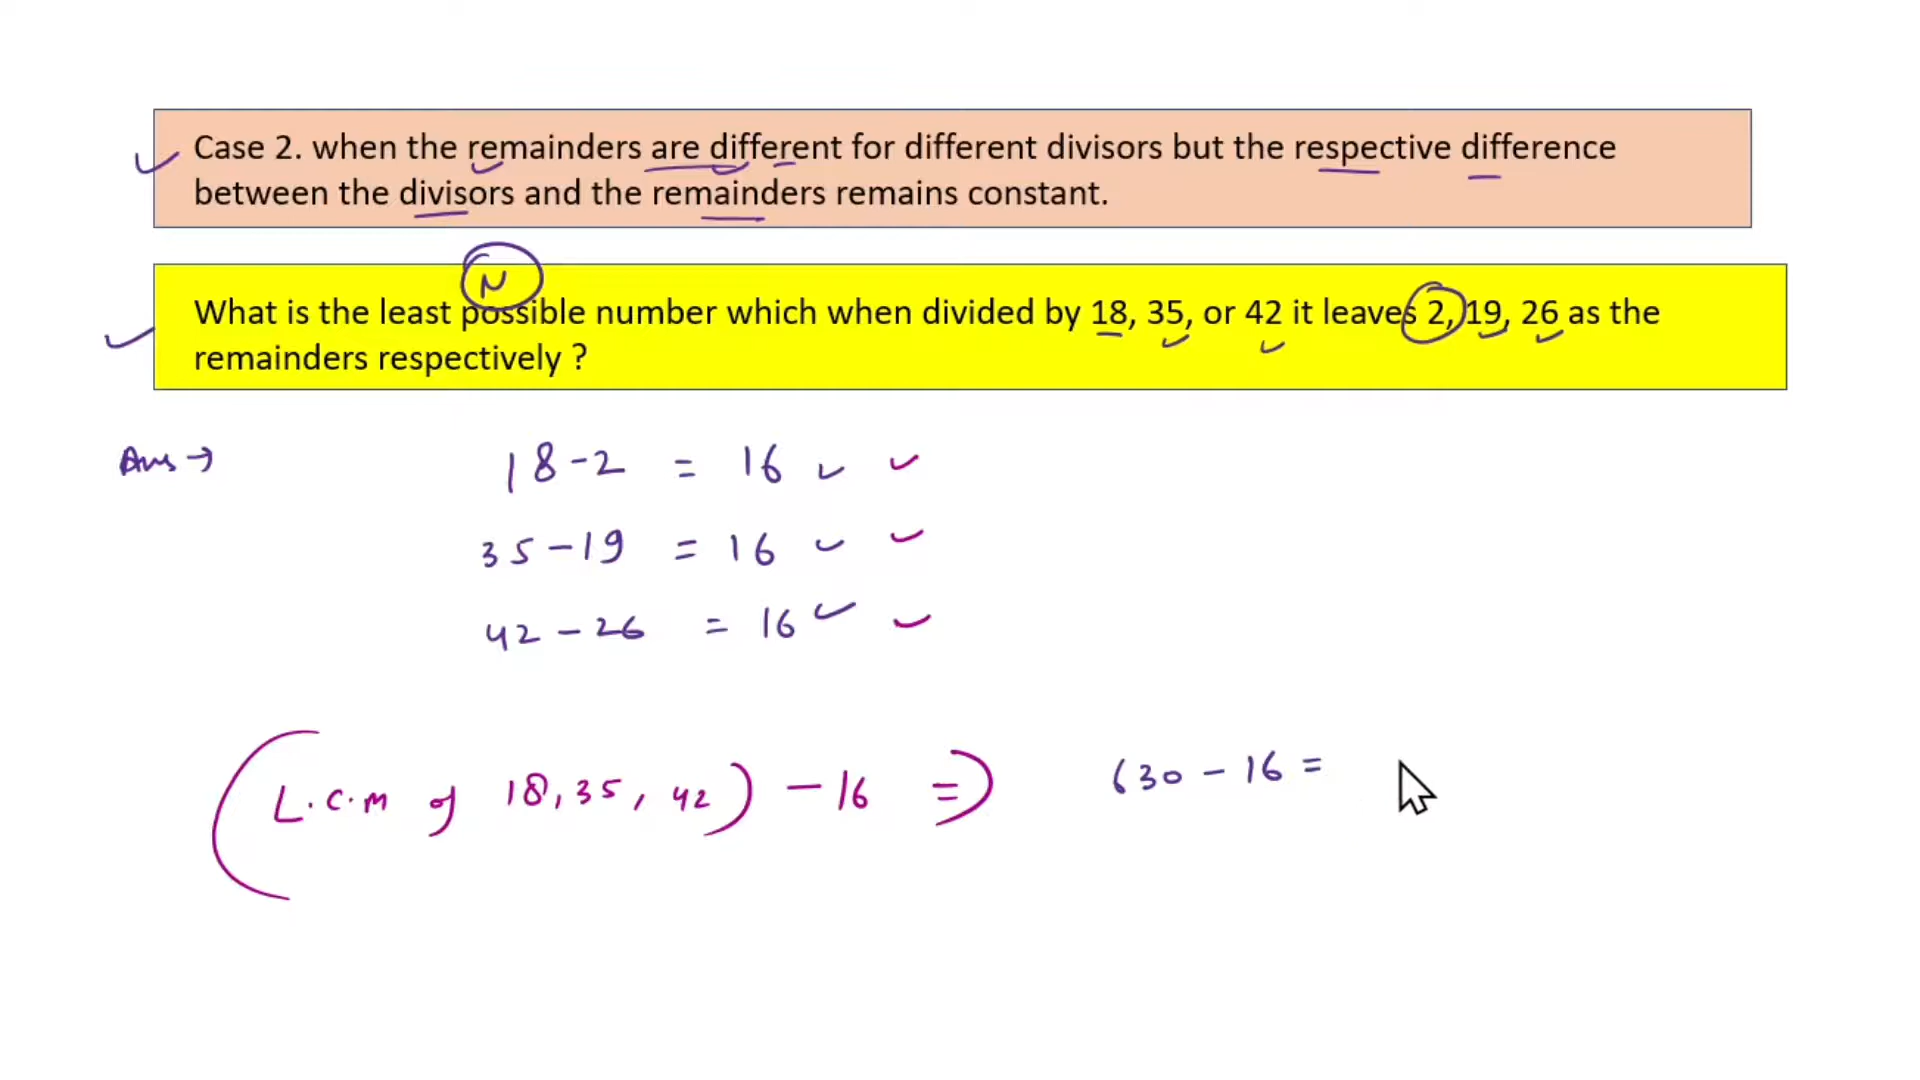 Case 2. when the remainders are different for different divisors but the respective difference
between the divisors and the remainders remains constant.
N
What is the least possible number which when divided by 18, 35, or 42 it leaves 2, 19, 26 as the
remainders respectively ?
Ans → 18 - 2 = 16
35 - 19 = 16
42 - 26 = 16
(L.C.M of 18, 35, 42) - 16 => 630 - 16 =